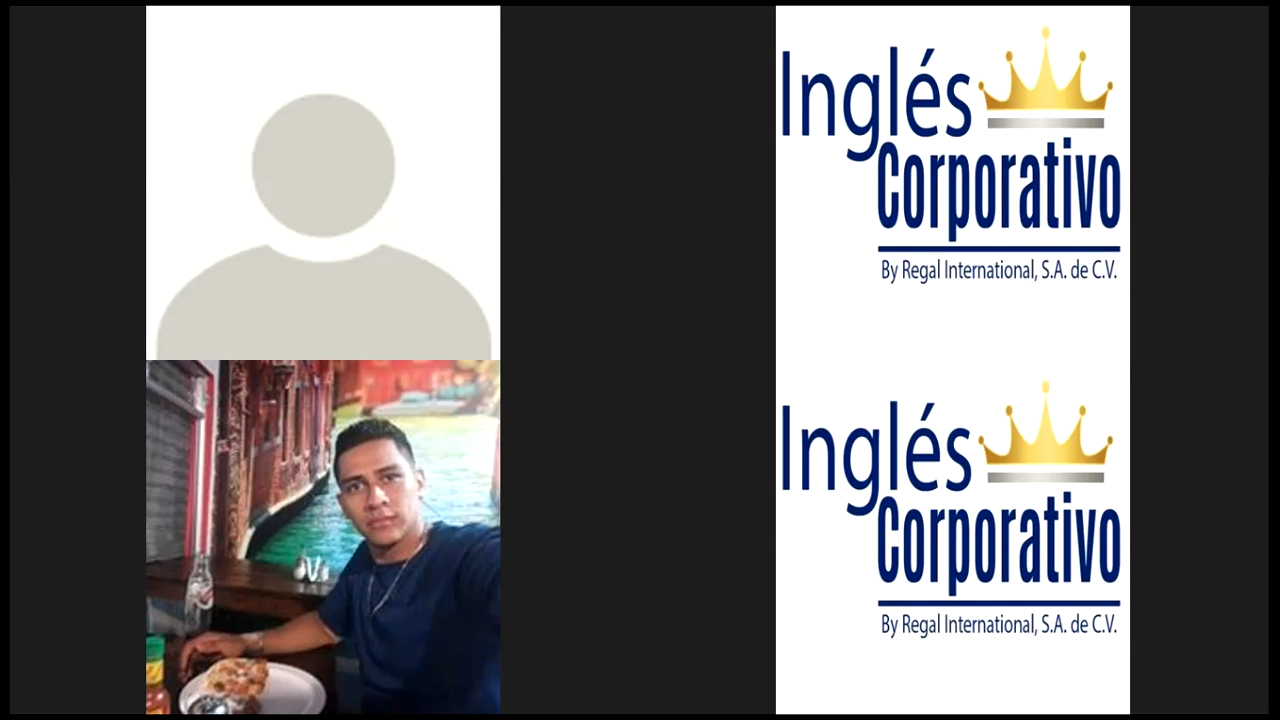 Inglés
Corporativo
By Regal International, S.A. de C.V.
Inglés
Corporativo
By Regal International, S.A. de C.V.